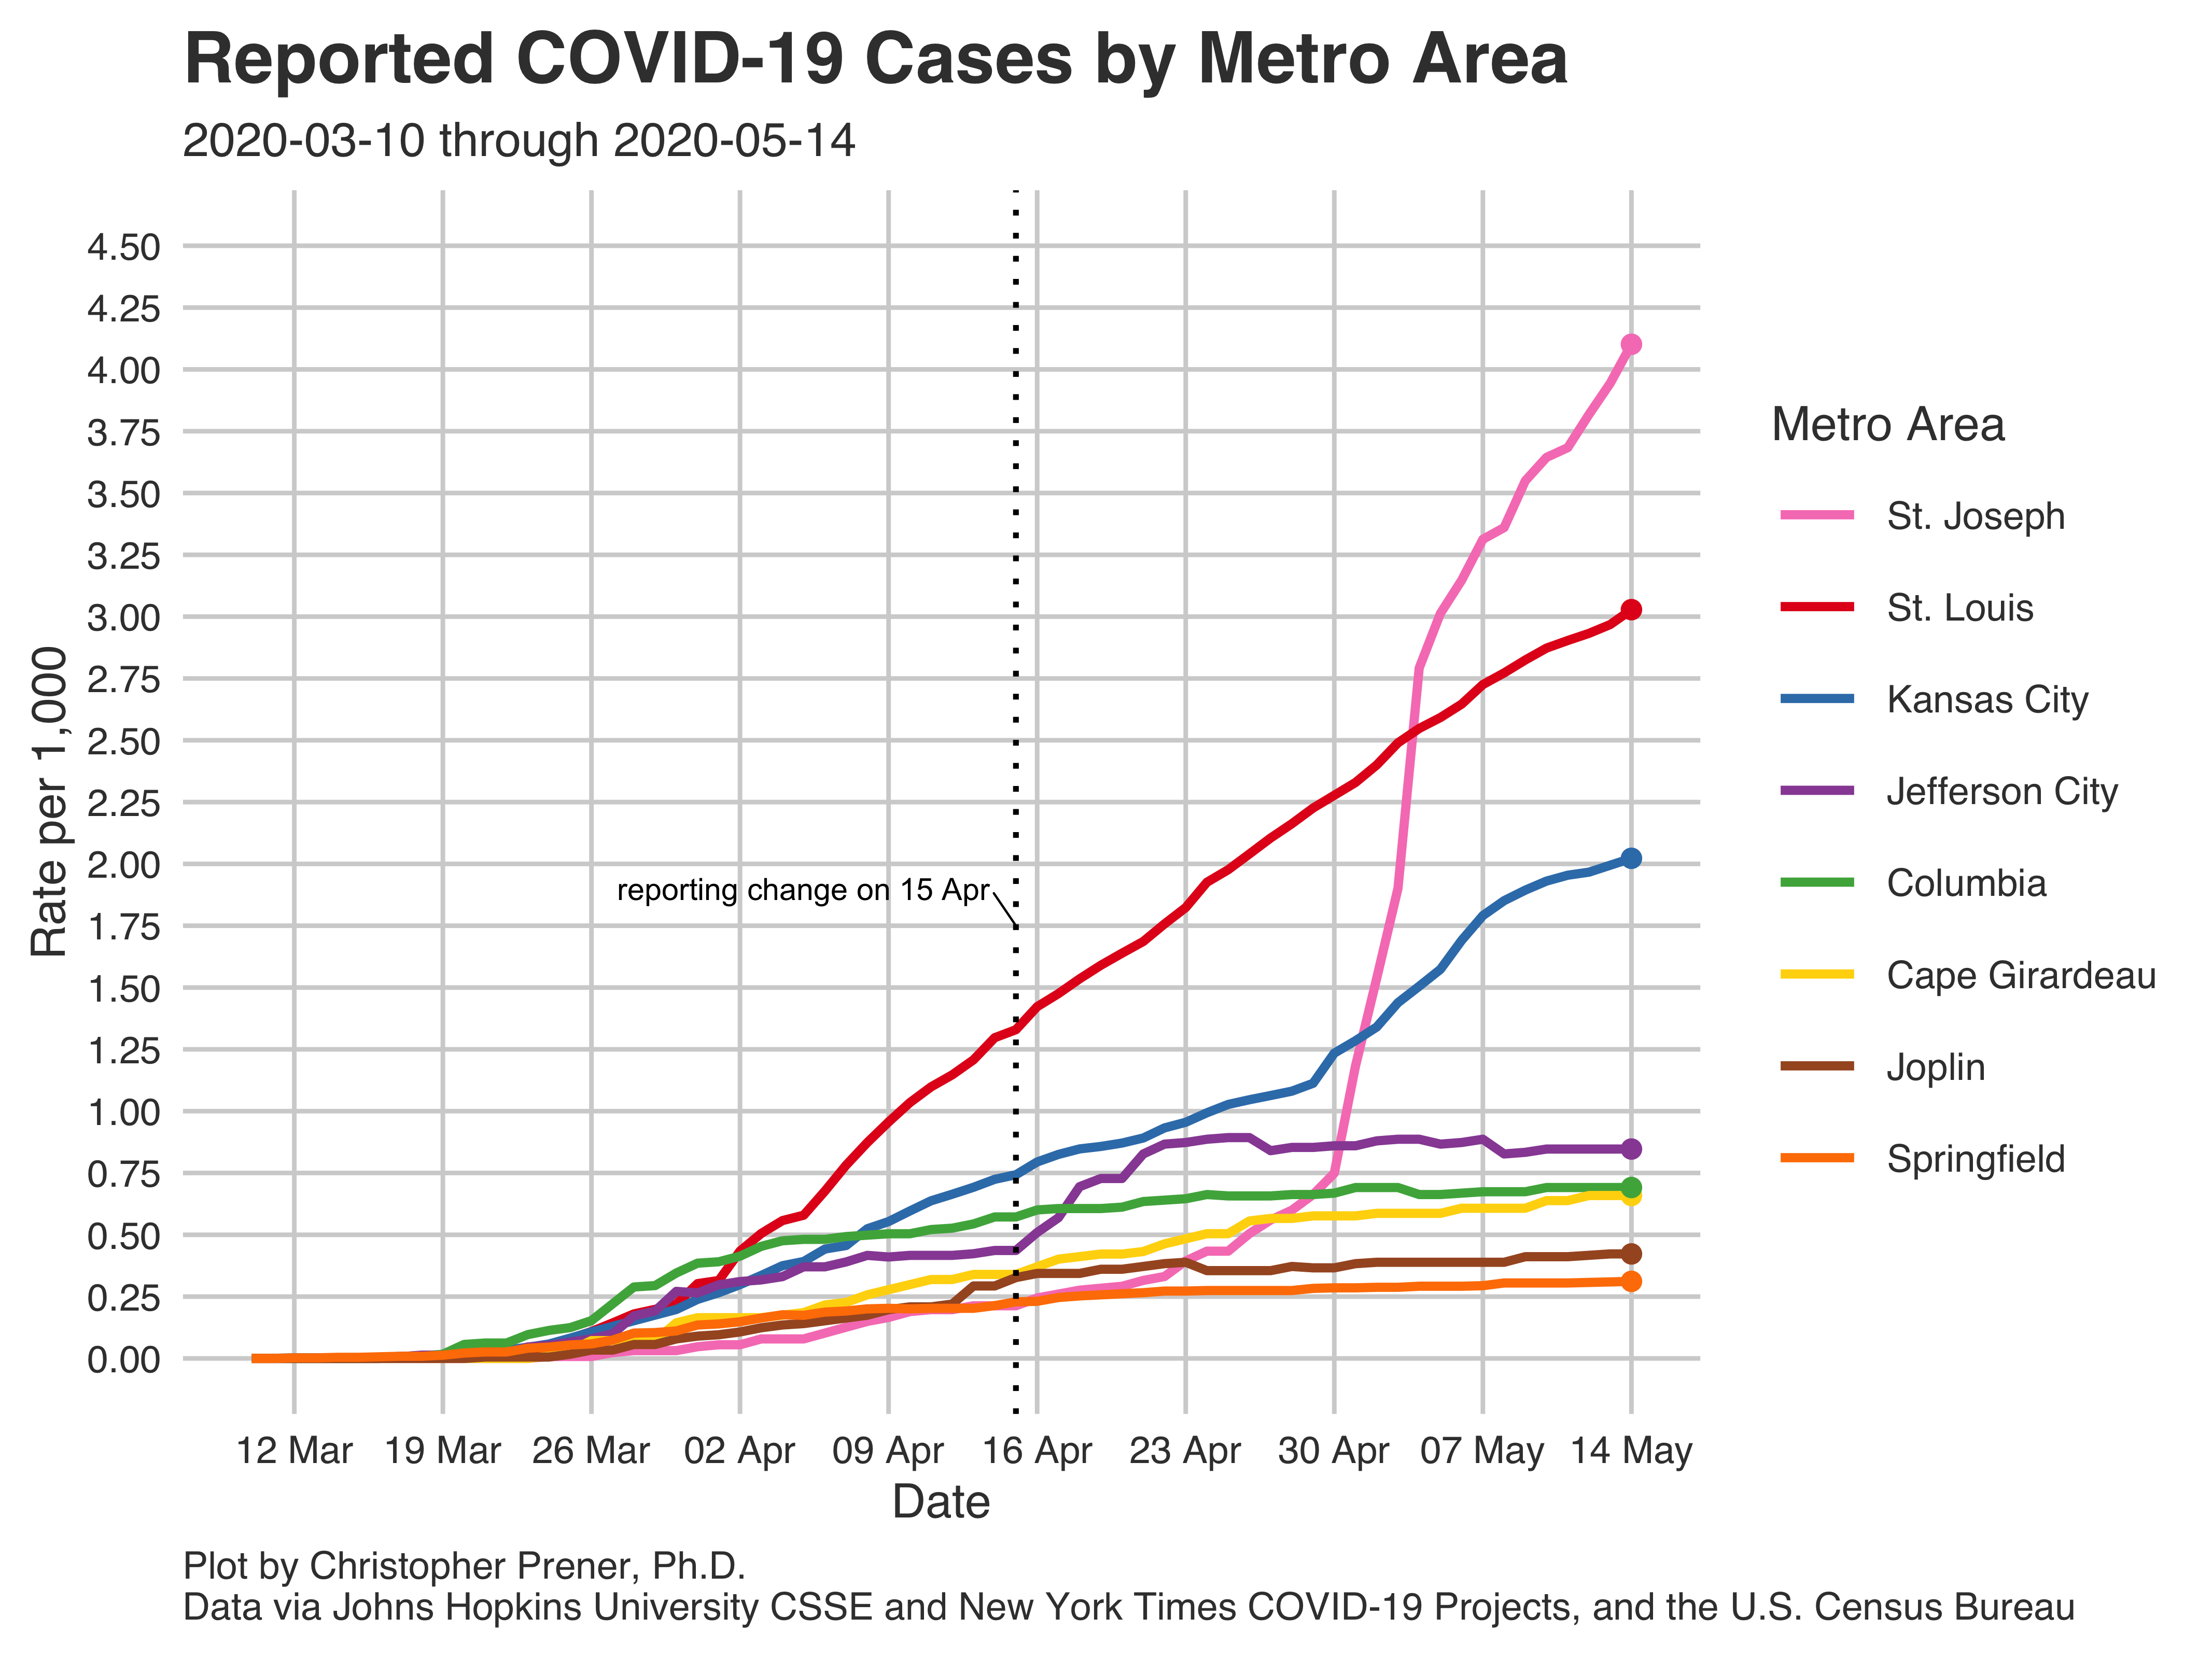 Reported COVID-19 Cases by Metro Area
2020-03-10 through 2020-05-14
4.50
4.25
4.00
3.75
3.50
3.25
3.00
2.75
2.50
2.25
2.00
1.75
1.50
1.25
1.00
0.75
0.50
0.25
0.00
Rate per 1,000
reporting change on 15 Apr
12 Mar 19 Mar 26 Mar 02 Apr 09 Apr 16 Apr 23 Apr 30 Apr 07 May 14 May
Date
Metro Area
St. Joseph
St. Louis
Kansas City
Jefferson City
Columbia
Cape Girardeau
Joplin
Springfield
Plot by Christopher Prener, Ph.D.
Data via Johns Hopkins University CSSE and New York Times COVID-19 Projects, and the U.S. Census Bureau